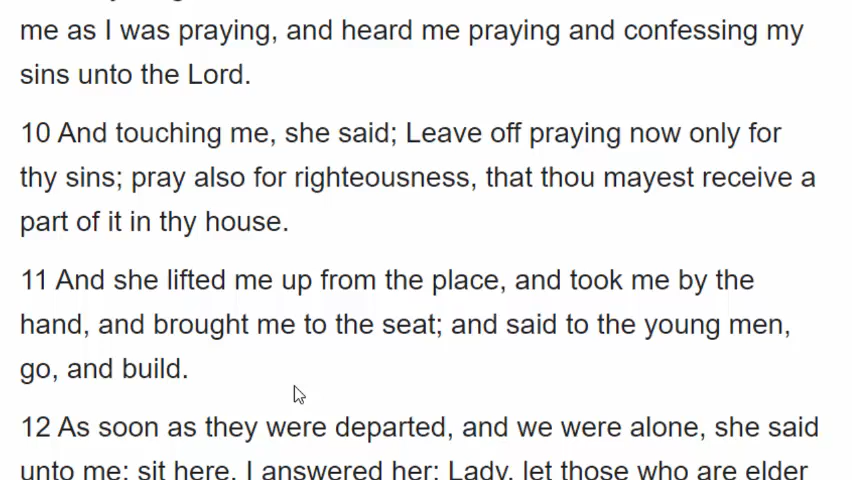 me as I was praying, and heard me praying and confessing my
sins unto the Lord.
10 And touching me, she said; Leave off praying now only for
thy sins; pray also for righteousness, that thou mayest receive a
part of it in thy house.
11 And she lifted me up from the place, and took me by the
hand, and brought me to the seat; and said to the young men,
go, and build.
12 As soon as they were departed, and we were alone, she said
unto me; sit here. I answered her; Lady, let those who are elder